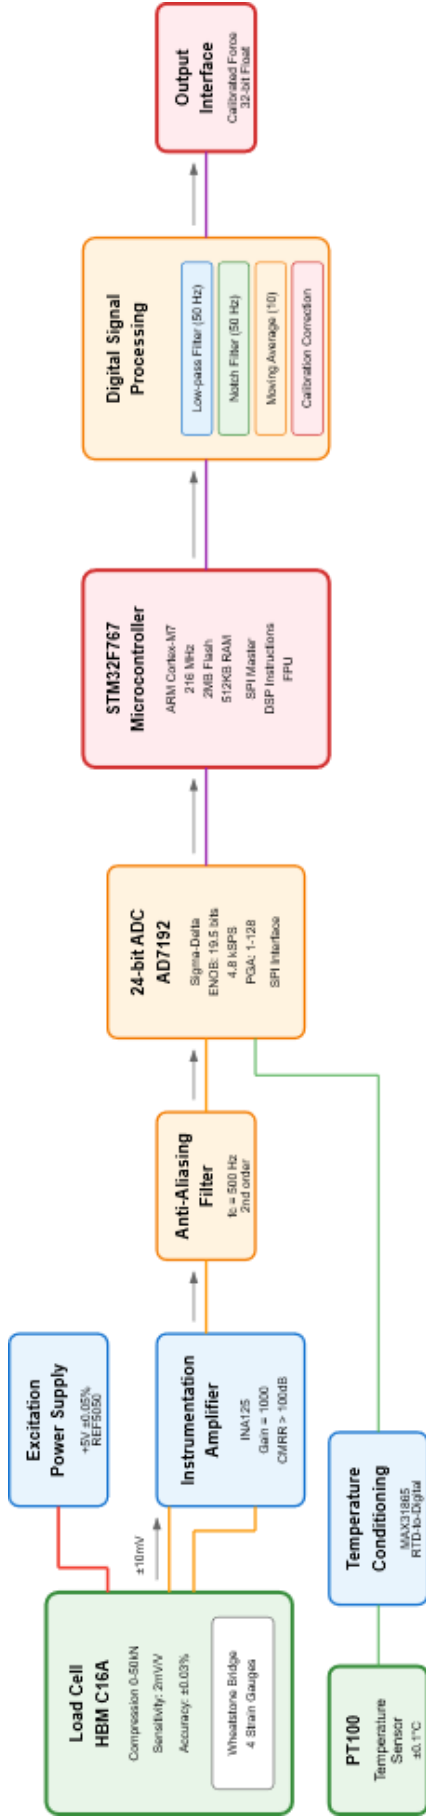 Load Cell
HBM C16A
Compression 0-50kN
Sensitivity: 2mV/V
Accuracy: ±0.03%
Wheatstone Bridge
4 Strain Gauges
PT100
Temperature
Sensor
±0.1°C
±10mV
Excitation
Power Supply
+5V ±0.05%
REF5050
Instrumentation
Amplifier
INA125
Gain = 1000
CMRR > 100dB
Temperature
Conditioning
MAX31865
RTD-to-Digital
Anti-Aliasing
Filter
fc = 500 Hz
2nd order
24-bit ADC
AD7192
Sigma-Delta
ENOB: 19.5 bits
4.8 kSPS
PGA: 1-128
SPI Interface
STM32F767
Microcontroller
ARM Cortex-M7
216 MHz
2MB Flash
512KB RAM
SPI Master
DSP Instructions
FPU
Digital Signal
Processing
Low-pass Filter (50 Hz)
Notch Filter (50 Hz)
Moving Average (10)
Calibration Correction
Output
Interface
Calibrated Force
32-bit Float